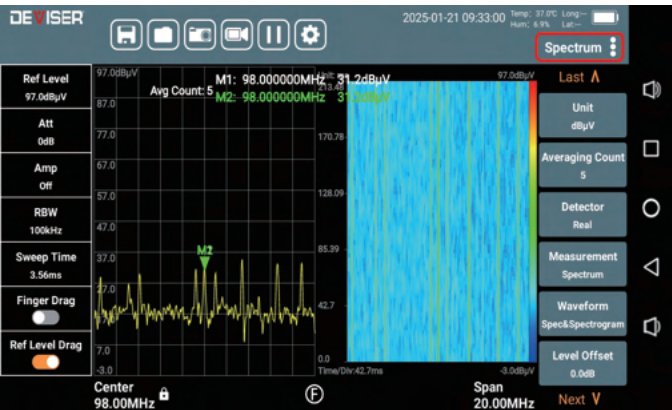 DEVISER
2025-01-21 09:33:00
Temp: 37.0℃ Long:--
Hum: 6.9% Lat:--
Spectrum
Ref Level
97.0dBμV
Att
0dB
Amp
Off
RBW
100kHz
Sweep Time
3.56ms
Finger Drag
Ref Level Drag
97.0dBμV
M1: 98.000000MHz 31.2dBμV
Avg Count: 5
M2: 98.000000MHz 31.2dBμV
87.0
77.0
67.0
57.0
47.0
37.0
27.0
7.0
-3.0
M2
213.48
97.0dBμV
170.78
128.09
85.39
42.7
0.0
Time/Div:42.7ms
-3.0dBμV
Last
Unit
dBμV
Averaging Count
5
Detector
Real
Measurement
Spectrum
Waveform
Spec&Spectrogram
Level Offset
0.0dB
Next
Center
98.00MHz
F
Span
20.00MHz